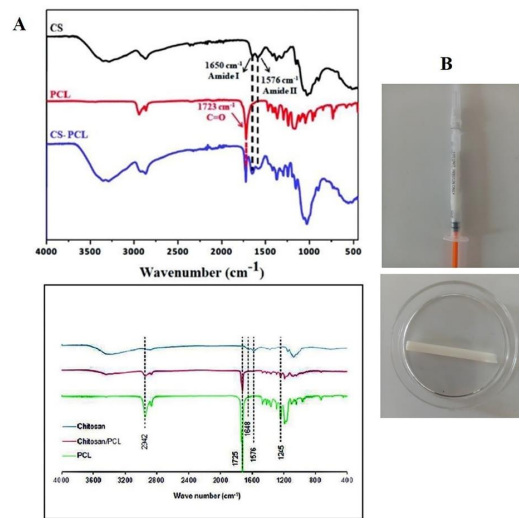 A
B
CS
1650 cm-1
Amide I
1576 cm-1
Amide II
PCL
1723 cm-1
C=O
CS- PCL
4000 3500 3000 2500 2000 1500 1000 500
Wavenumber (cm-1)
2942
1725
1648
1576
1245
Chitosan
Chitosan/PCL
PCL
4000 3600 3200 2800 2400 2000 1600 1200 800 400
Wave number (cm-1)